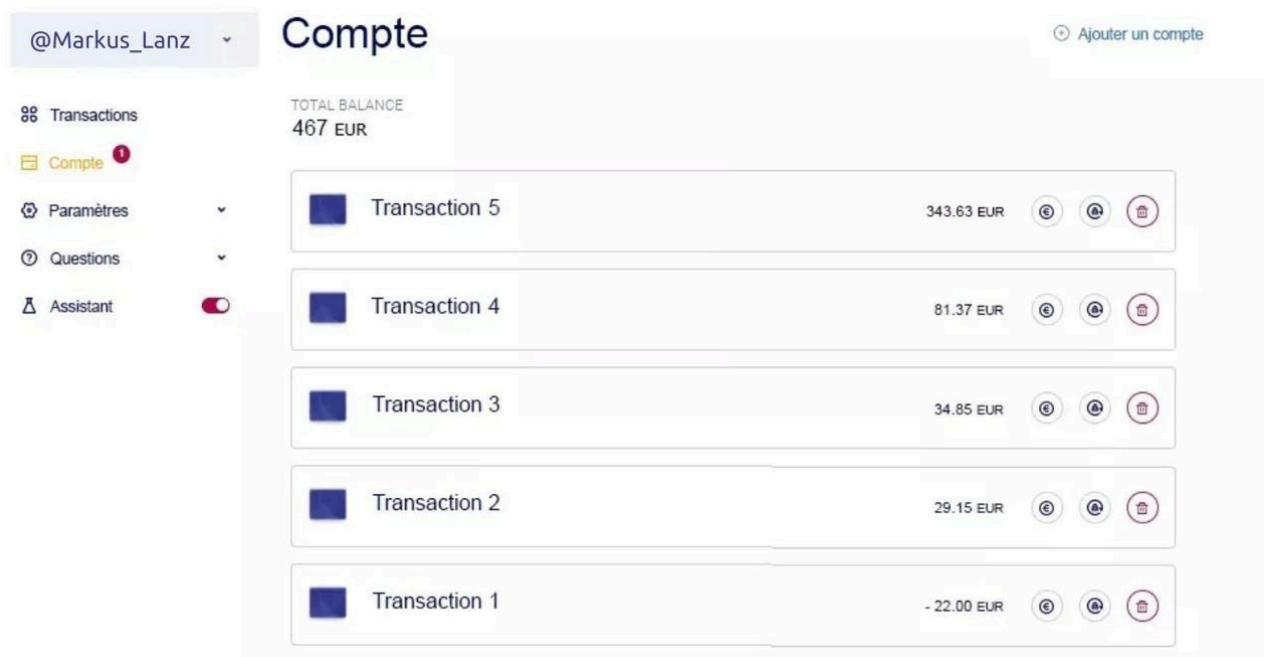 @Markus_Lanz
Compte
Ajouter un compte
Transactions
Compte 1
Paramètres
Questions
Assistant
TOTAL BALANCE
467 EUR
Transaction 5 343.63 EUR
Transaction 4 81.37 EUR
Transaction 3 34.85 EUR
Transaction 2 29.15 EUR
Transaction 1 - 22.00 EUR